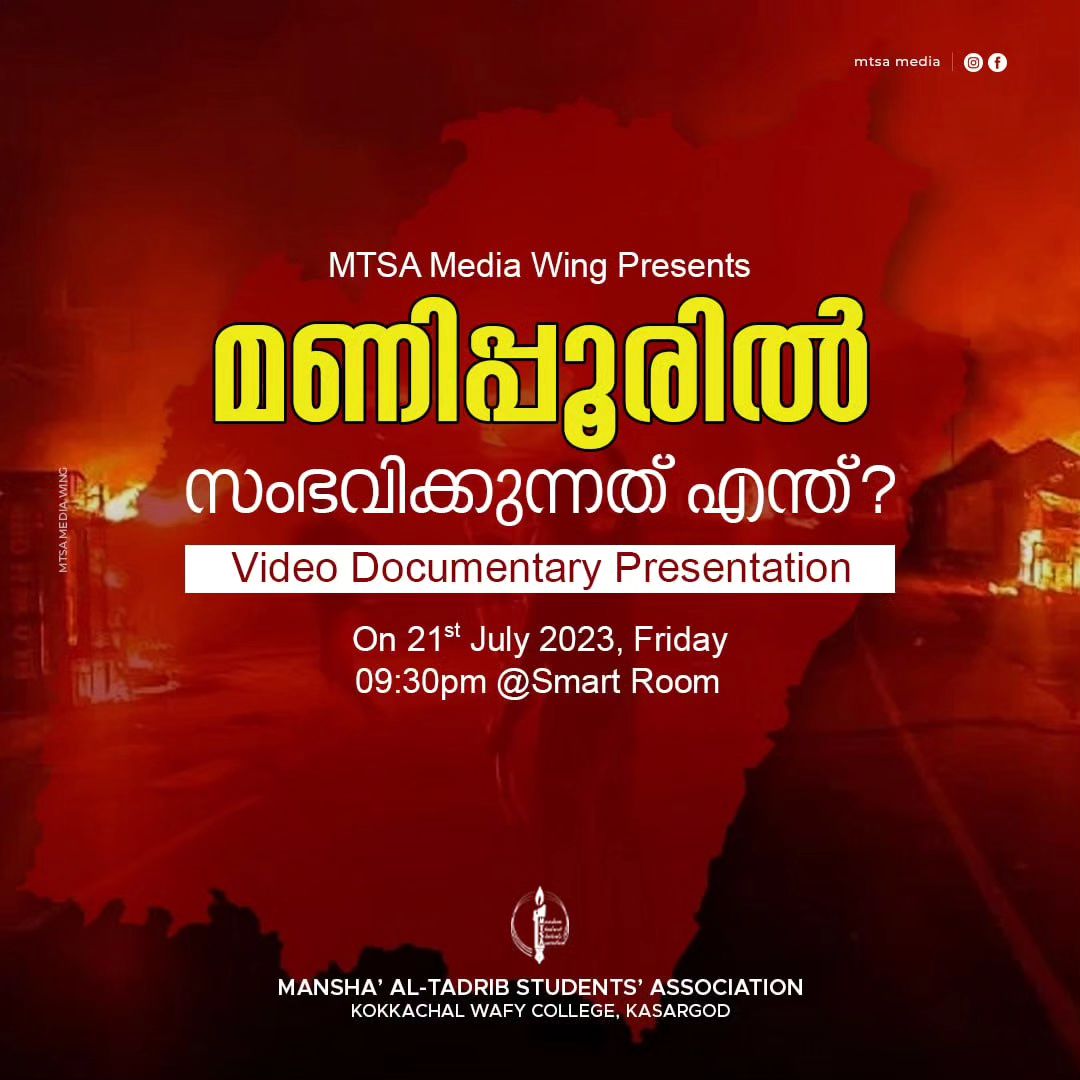 mtsa media
MTSA Media Wing Presents
മണിപ്പൂരിൽ
സംഭവിക്കുന്നത് എന്ത്?
Video Documentary Presentation
On 21st July 2023, Friday
09:30pm @Smart Room
MTSA MEDIA WING
MANSHA' AL-TADRIB STUDENTS' ASSOCIATION
KOKKACHAL WAFY COLLEGE, KASARGOD